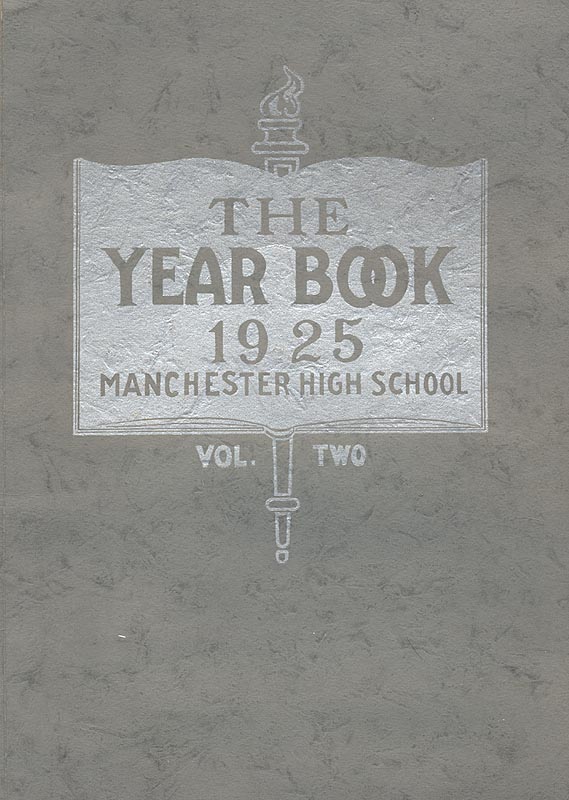 THE
YEAR BOOK
1925
MANCHESTER HIGH SCHOOL
VOL. TWO